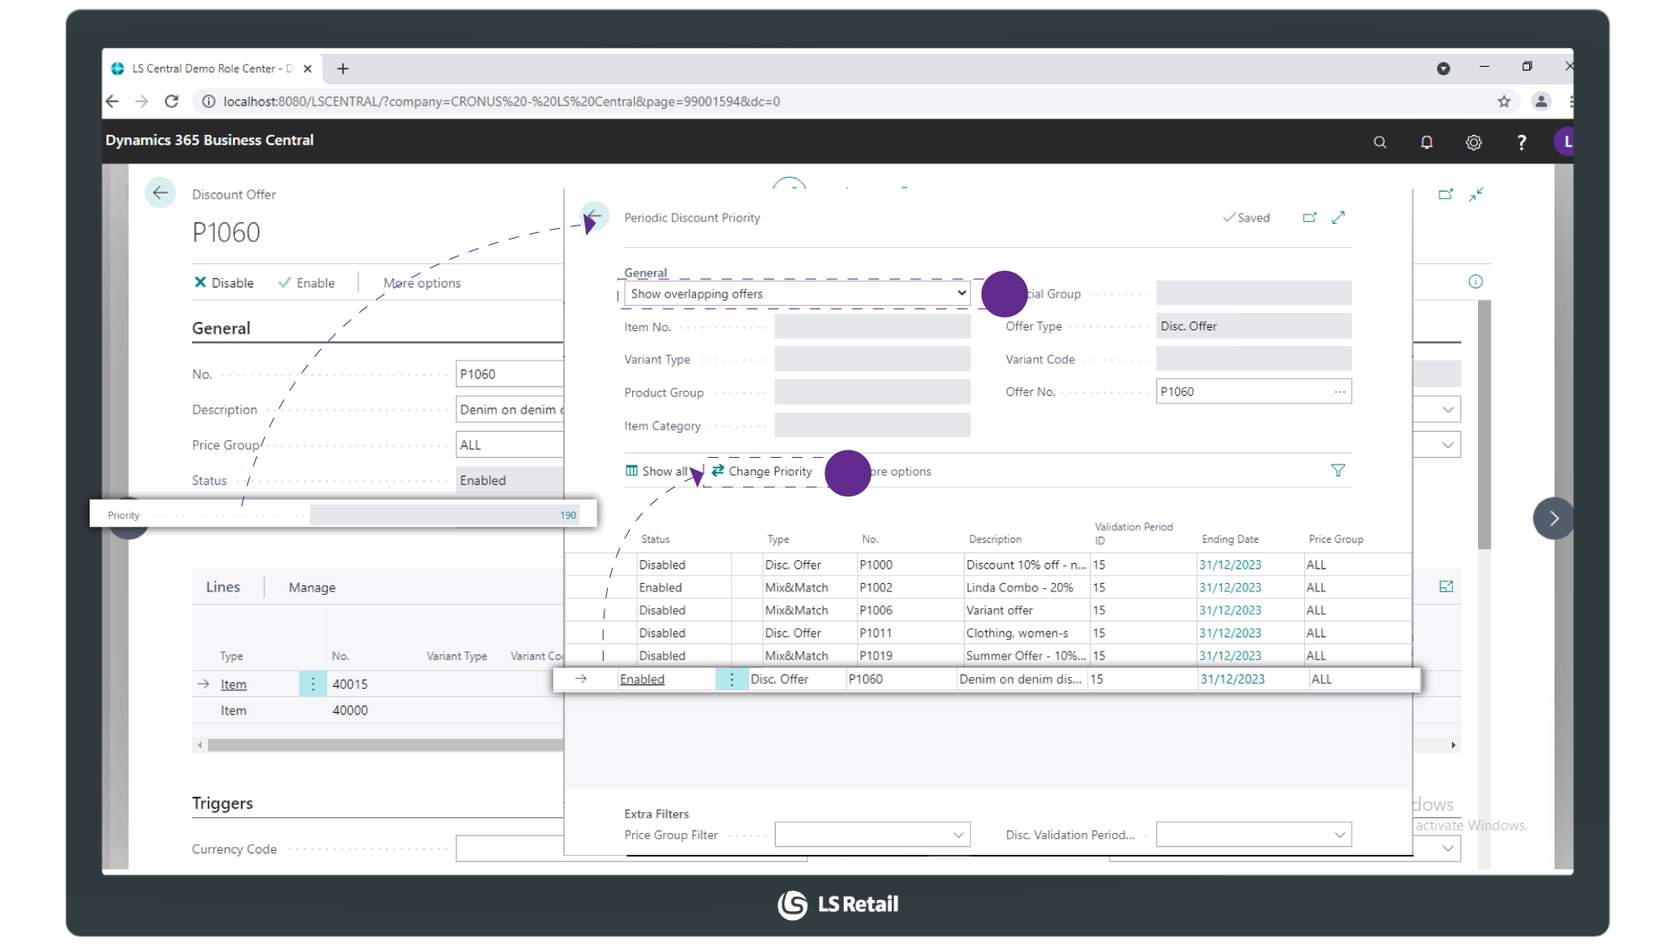 LS Central Demo Role Center - D
localhost:8080/LSCENTRAL/?company=CRONUS%20-%20LS%20Central&page=99001594&dc=0
Dynamics 365 Business Central
?
L
Discount Offer
P1060
Disable
Enable
More options
General
No.
P1060
Description
Denim on denim
Price Group
ALL
Status
Enabled
Priority
190
Lines
Manage
Type
No.
Variant Type
Variant Co
Item
40015
Item
40000
Triggers
Currency Code
Periodic Discount Priority
Saved
General
Show overlapping offers
cial Group
Item No.
Offer Type
Disc. Offer
Variant Type
Variant Code
Product Group
Offer No.
P1060
Item Category
Show all
Change Priority
ore options
Status Type No. Description Validation Period ID Ending Date Price Group
Disabled Disc. Offer P1000 Discount 10% off - n... 15 31/12/2023 ALL
Enabled Mix&Match P1002 Linda Combo - 20% 15 31/12/2023 ALL
Disabled Mix&Match P1006 Variant offer 15 31/12/2023 ALL
Disabled Disc. Offer P1011 Clothing, women-s 15 31/12/2023 ALL
Disabled Mix&Match P1019 Summer Offer - 10%... 15 31/12/2023 ALL
Enabled Disc. Offer P1060 Denim on denim dis... 15 31/12/2023 ALL
Extra Filters
Price Group Filter
Disc. Validation Period...
dows
activate Windows.
LS Retail